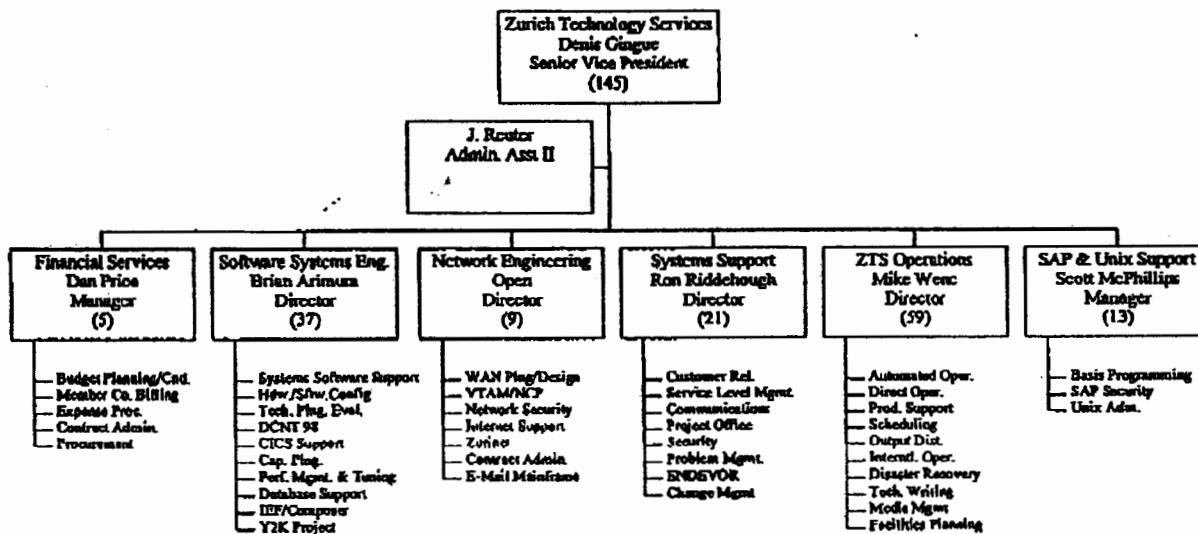 Zurich Technology Services
Denis Gingue
Senior Vice President
(145)
J. Reuter
Admin. Asst II
Financial Services
Dan Price
Manager
(5)
Budget Planning/Cnd.
Member Co. Billing
Expense Proc.
Contract Admin.
Procurement
Software Systems Eng.
Brian Arimura
Director
(37)
Systems Software Support
Hdw./Sftw. Config
Tech. Plng. Eval.
DCNT 98
CICS Support
Cap. Plng.
Perf. Mgmt. & Tuning
Database Support
IEF/Composer
Y2K Project
Network Engineering
Open
Director
(9)
WAN Plng/Design
VTAM/NCP
Network Security
Internet Support
Zurinet
Contract Admin.
E-Mail Mainframe
Systems Support
Ron Riddehough
Director
(21)
Customer Rel.
Service Level Mgmt.
Communications
Project Office
Security
Problem Mgmt.
ENDEVOR
Change Mgmt
ZTS Operations
Mike Wenc
Director
(59)
Automated Oper.
Direct Oper.
Prod. Support
Scheduling
Output Dist.
Interntl. Oper.
Disaster Recovery
Tech. Writing
Media Mgmt
Facilities Planning
SAP & Unix Support
Scott McPhillips
Manager
(13)
Basis Programming
SAP Security
Unix Adm.